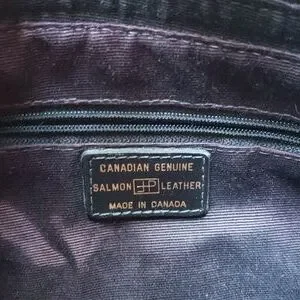 CANADIAN GENUINE
SALMON JP LEATHER
MADE IN CANADA